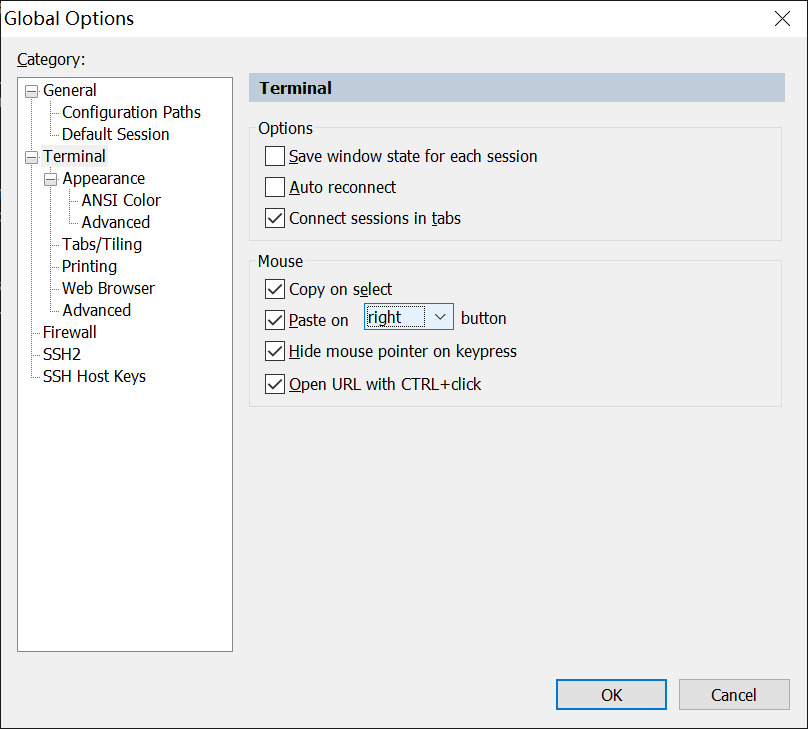 Global Options
Category:
General
Configuration Paths
Default Session
Terminal
Appearance
ANSI Color
Advanced
Tabs/Tiling
Printing
Web Browser
Advanced
Firewall
SSH2
SSH Host Keys
Terminal
Options
Save window state for each session
Auto reconnect
Connect sessions in tabs
Mouse
Copy on select
Paste on right button
Hide mouse pointer on keypress
Open URL with CTRL+click
OK Cancel